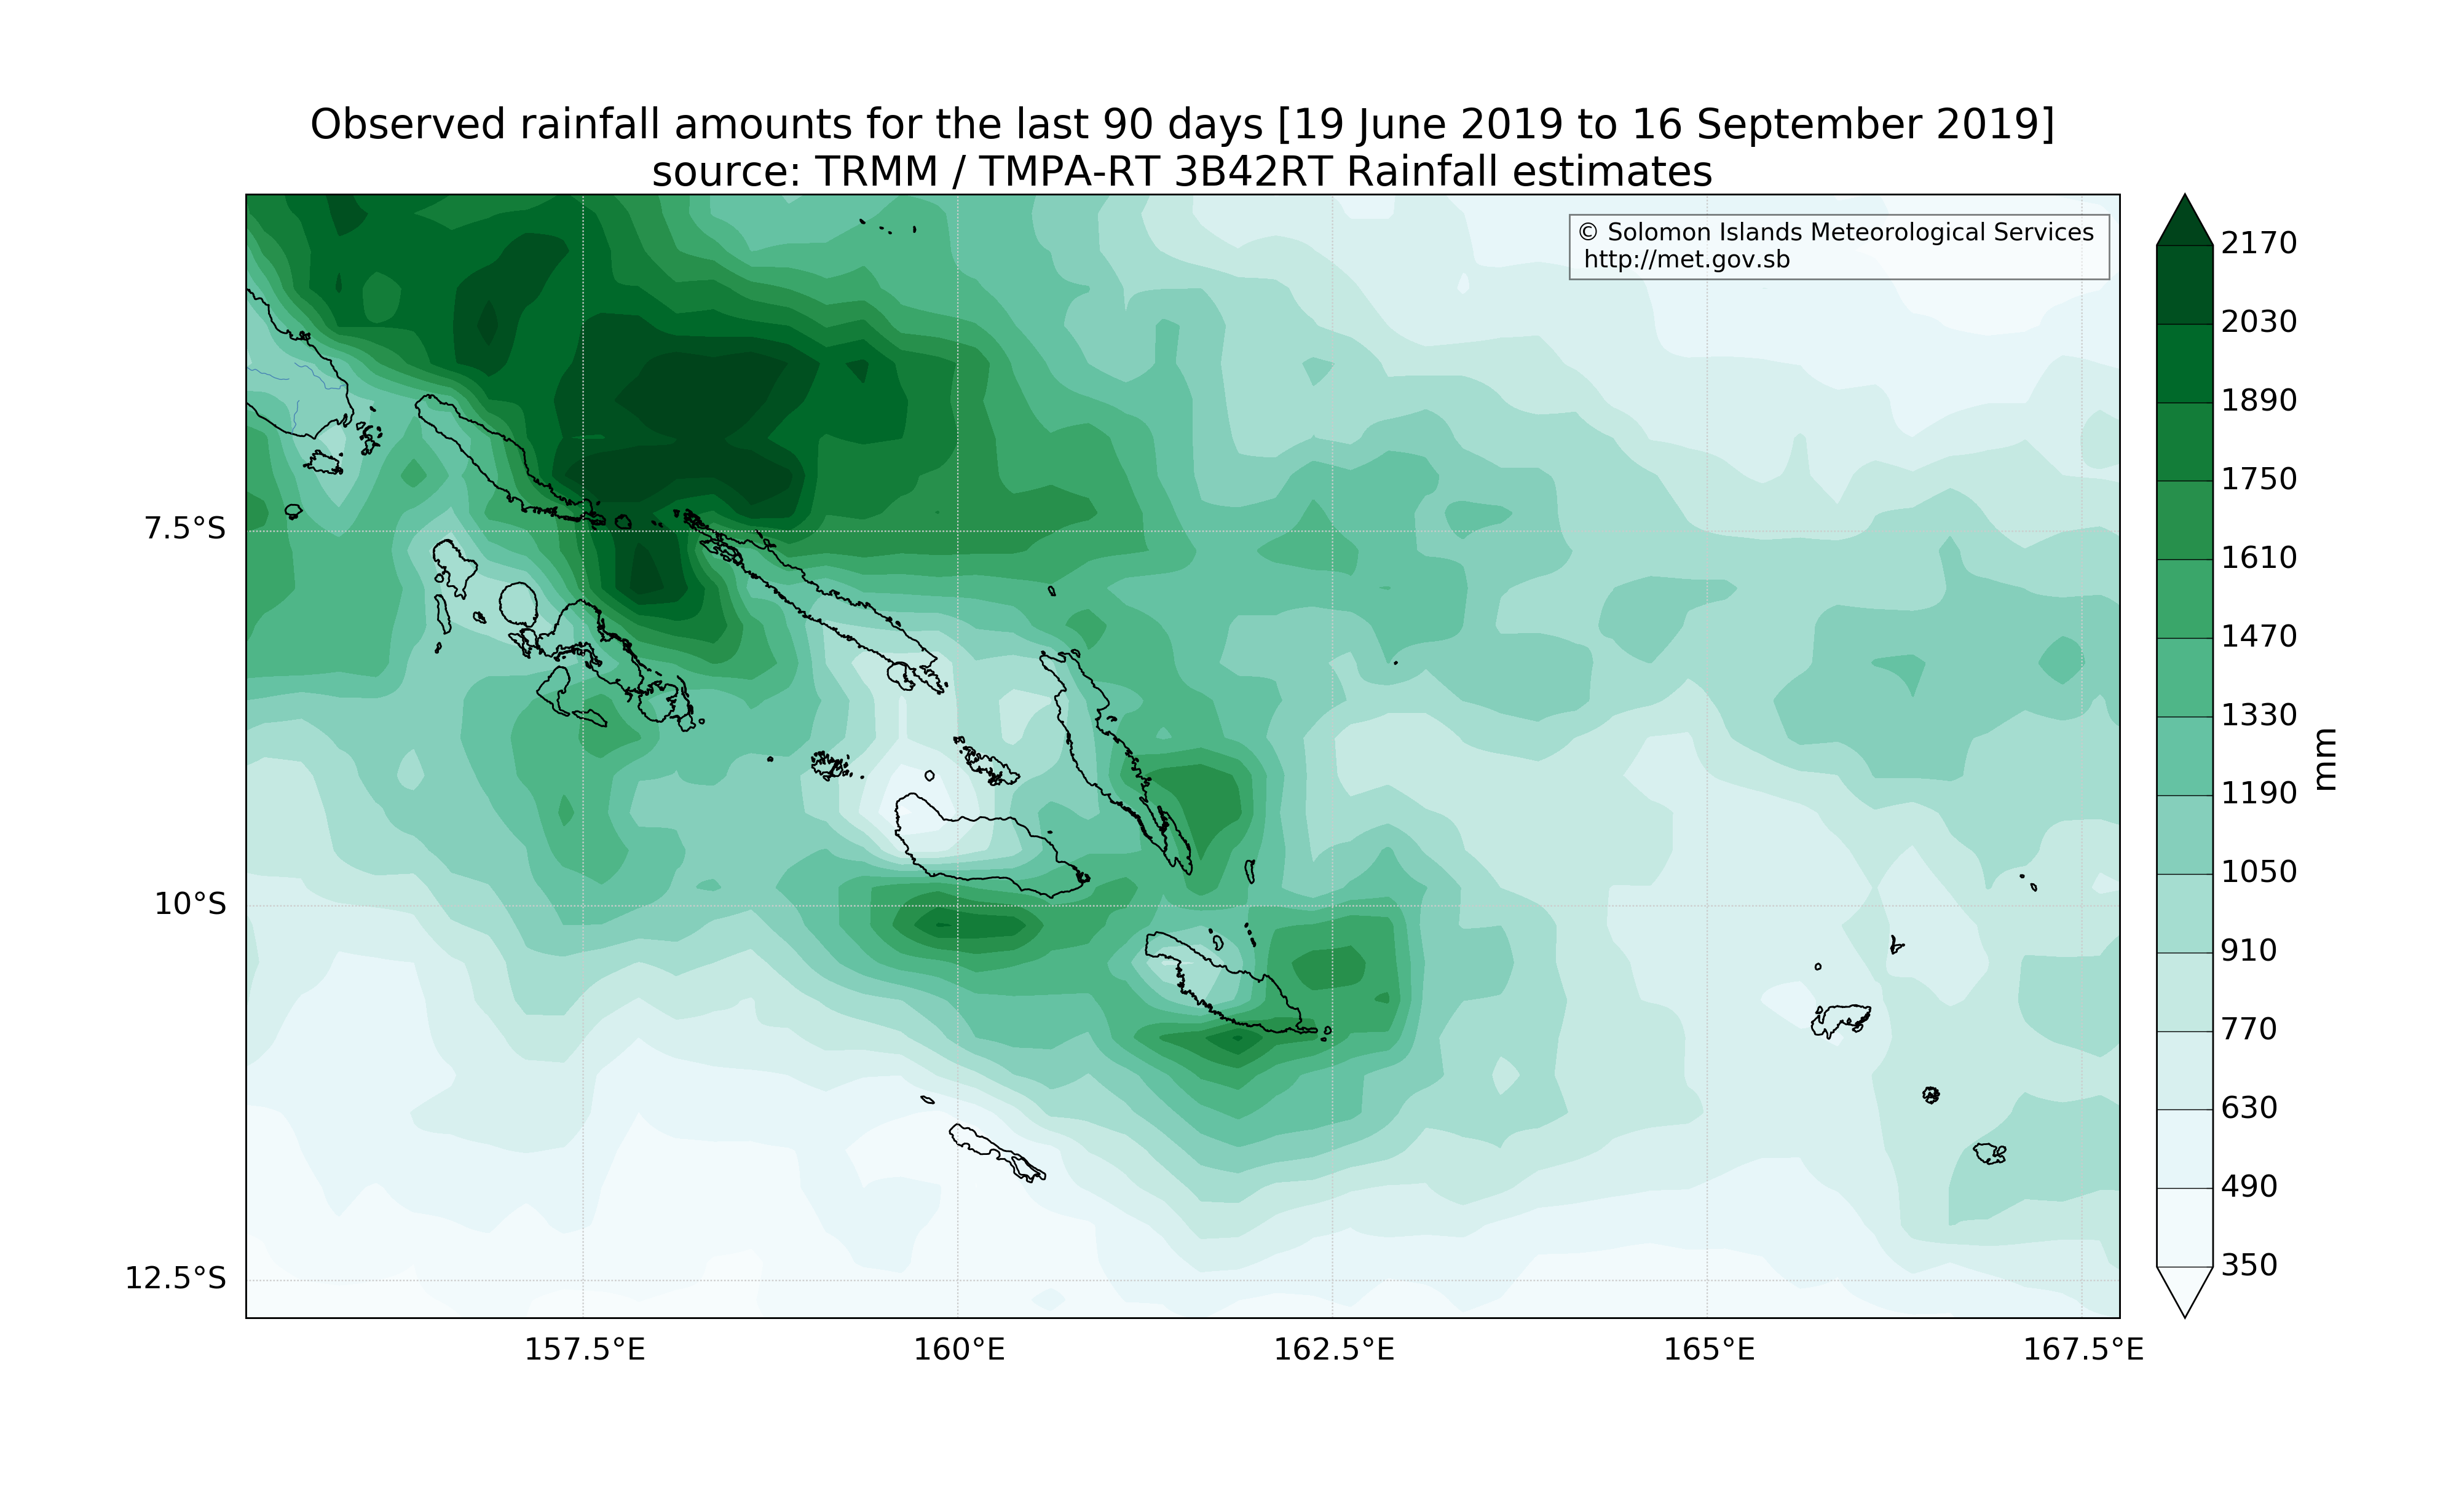 Observed rainfall amounts for the last 90 days [19 June 2019 to 16 September 2019]
source: TRMM / TMPA-RT 3B42RT Rainfall estimates
© Solomon Islands Meteorological Services
http://met.gov.sb
7.5°S
10°S
12.5°S
157.5°E
160°E
162.5°E
165°E
167.5°E
2170
2030
1890
1750
1610
1470
1330
1190
1050
910
770
630
490
350
mm